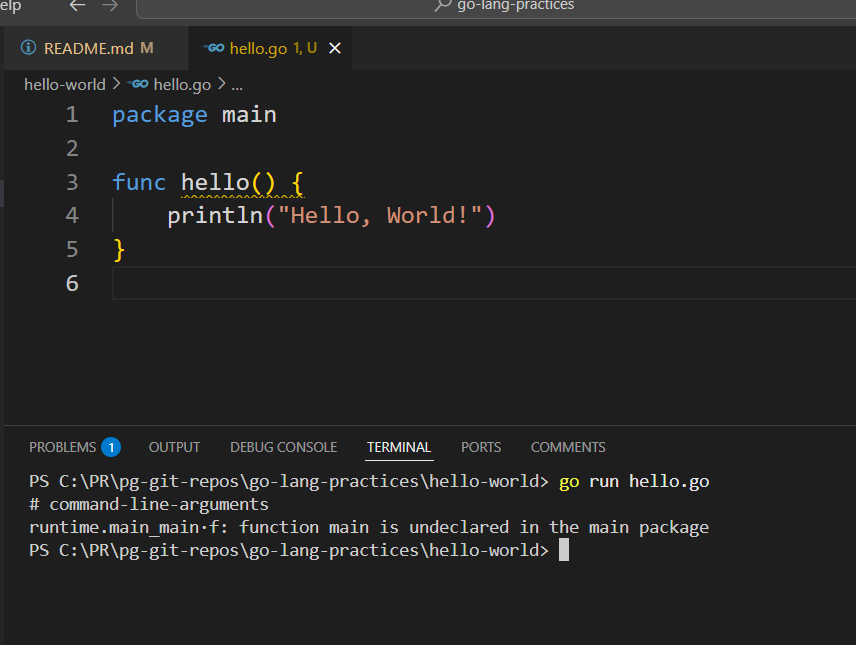 elp ← → go-lang-practices
README.md M GO hello.go 1, U
hello-world > GO hello.go > ...
1 package main
2
3 func hello() {
4 println("Hello, World!")
5 }
6
PROBLEMS 1 OUTPUT DEBUG CONSOLE TERMINAL PORTS COMMENTS
PS C:\PR\pg-git-repos\go-lang-practices\hello-world> go run hello.go
# command-line-arguments
runtime.main_main·f: function main is undeclared in the main package
PS C:\PR\pg-git-repos\go-lang-practices\hello-world>